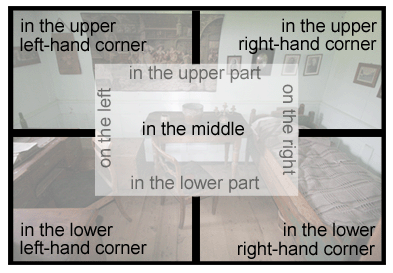 in the upper
left-hand corner
in the upper
right-hand corner
in the upper part
on the left
in the middle
on the right
in the lower part
in the lower
left-hand corner
in the lower
right-hand corner